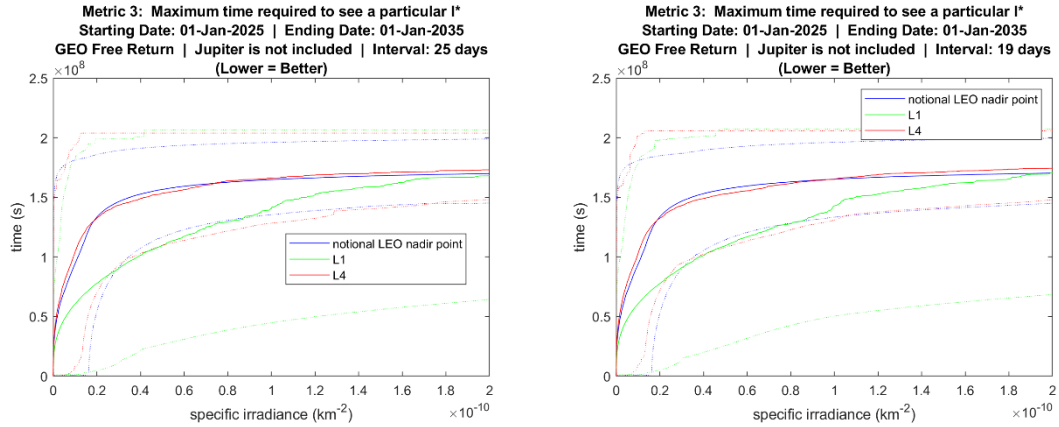 Metric 3: Maximum time required to see a particular I*
Starting Date: 01-Jan-2025 | Ending Date: 01-Jan-2035
GEO Free Return | Jupiter is not included | Interval: 25 days
(Lower = Better)
×10^8
2.5
2
1.5
1
0.5
0
time (s)
notional LEO nadir point
L1
L4
0 0.2 0.4 0.6 0.8 1 1.2 1.4 1.6 1.8 2
specific irradiance (km^-2)
×10^-10
Metric 3: Maximum time required to see a particular I*
Starting Date: 01-Jan-2025 | Ending Date: 01-Jan-2035
GEO Free Return | Jupiter is not included | Interval: 19 days
(Lower = Better)
×10^8
2.5
2
1.5
1
0.5
0
time (s)
notional LEO nadir point
L1
L4
0 0.2 0.4 0.6 0.8 1 1.2 1.4 1.6 1.8 2
specific irradiance (km^-2)
×10^-10